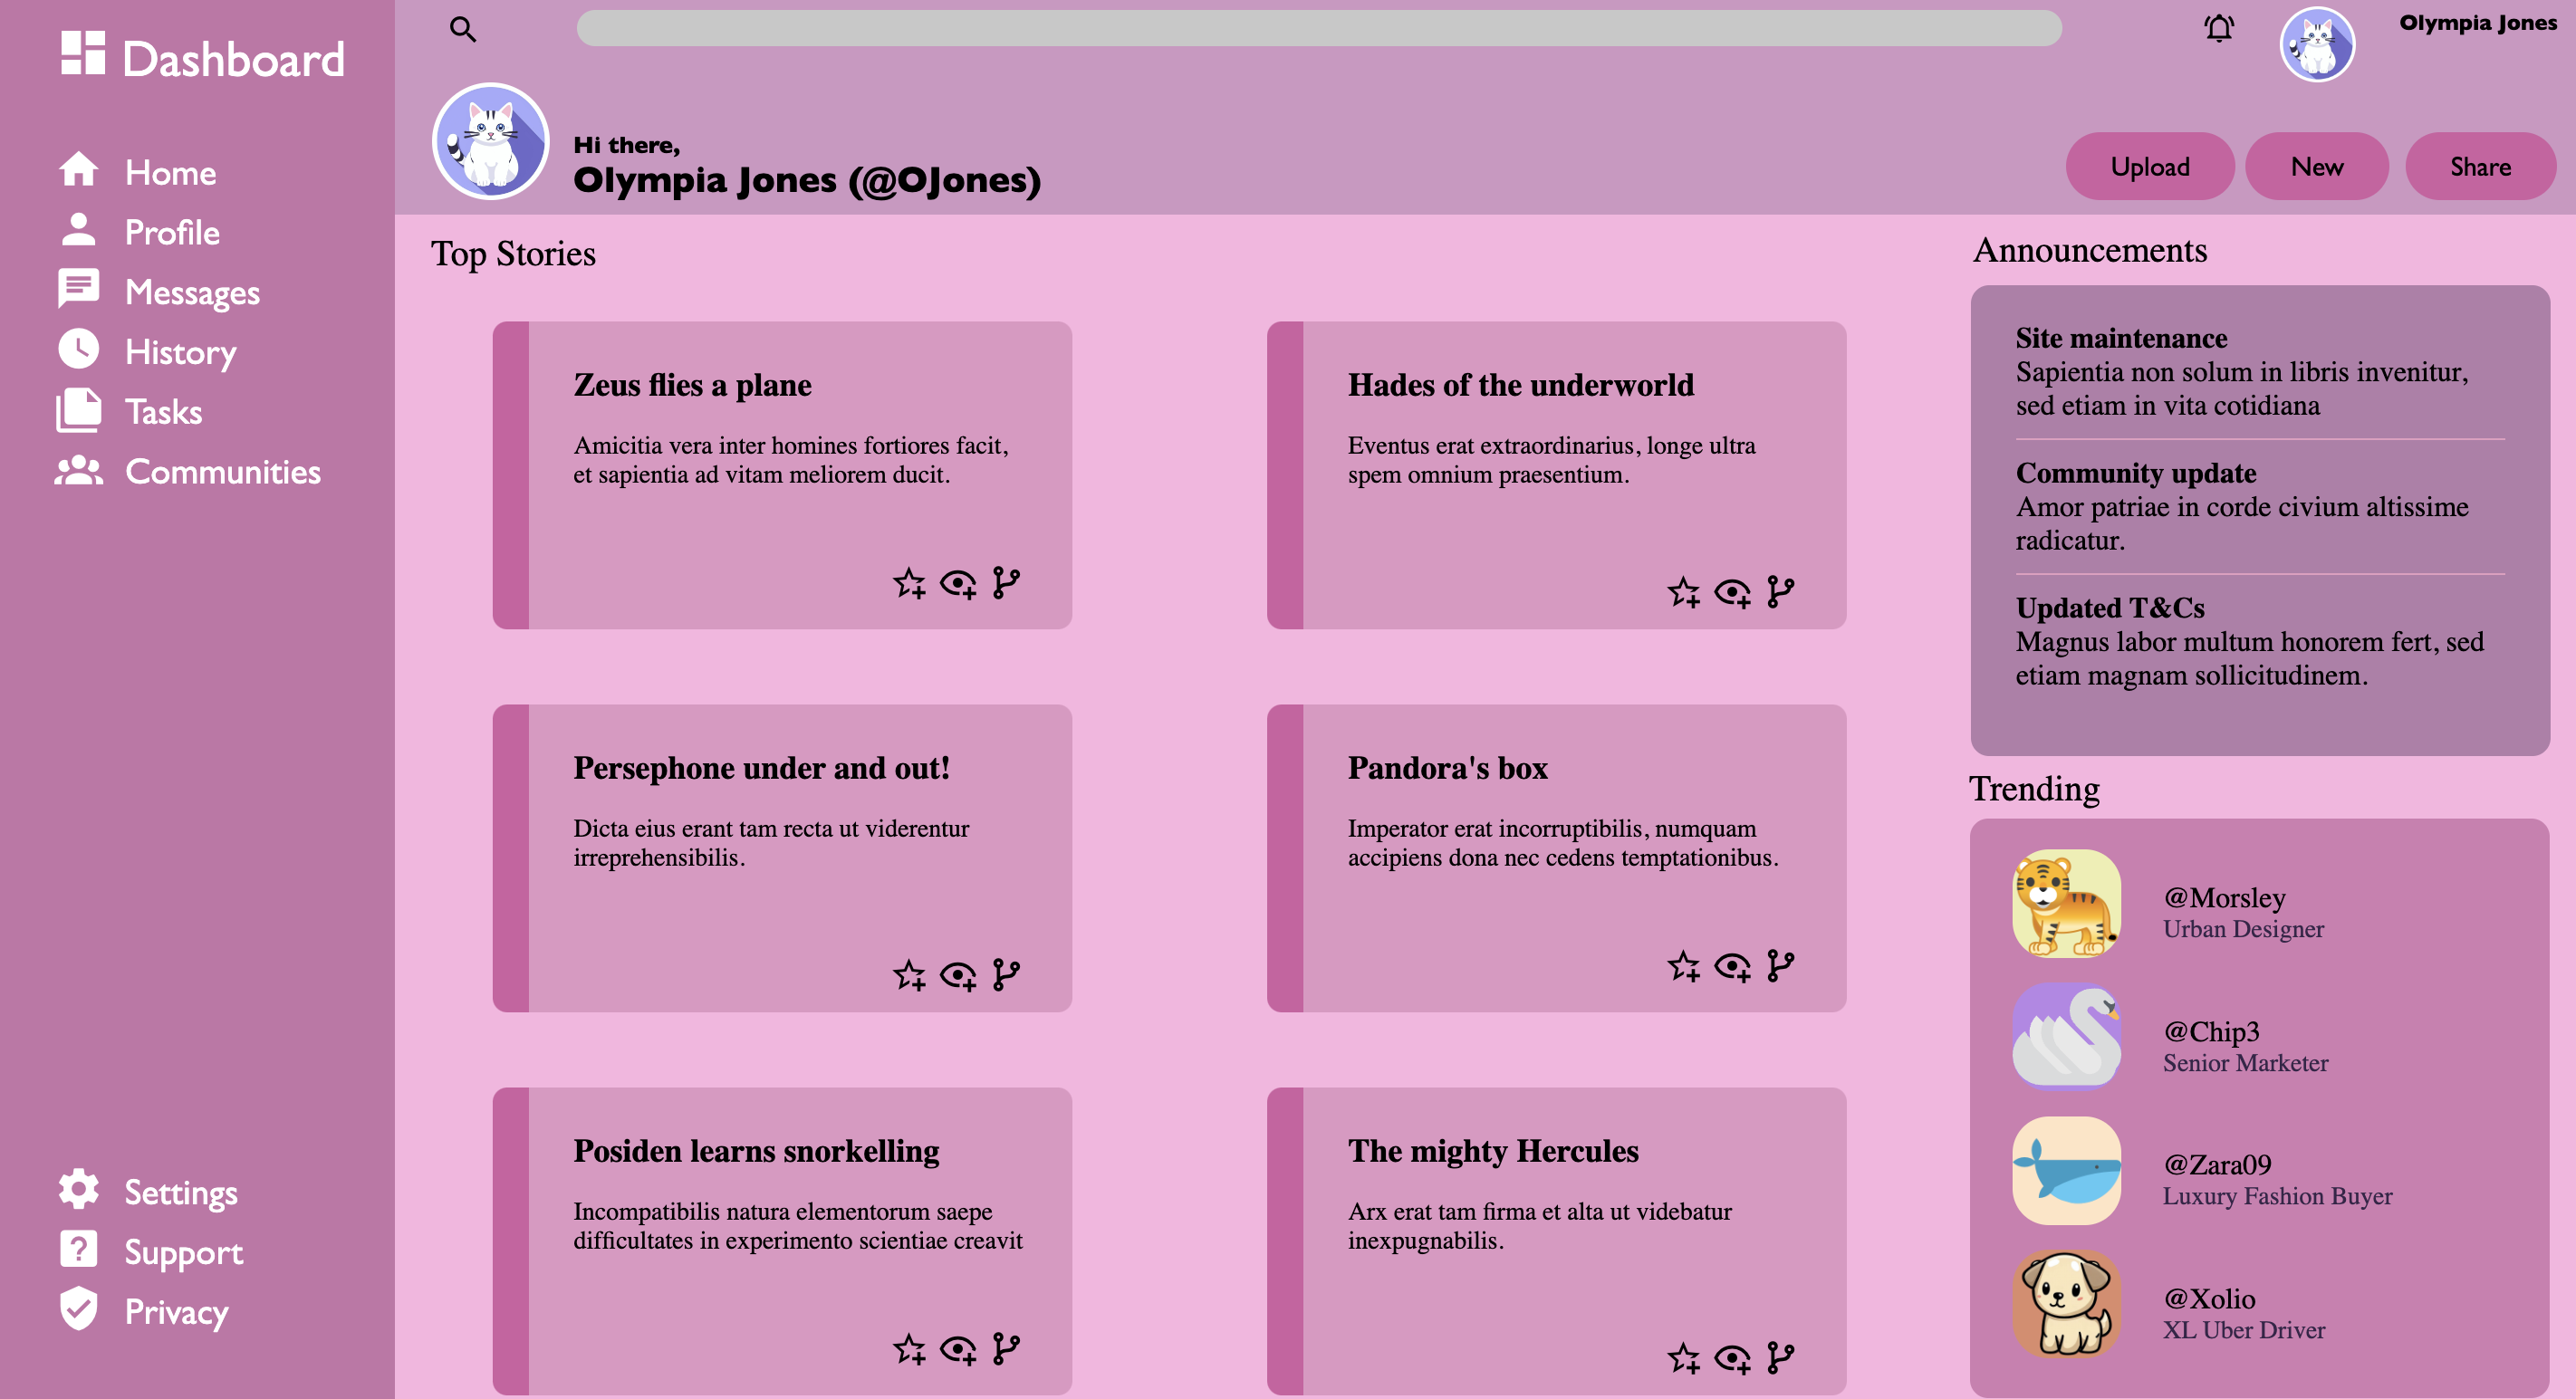 Dashboard
Home
Profile
Messages
History
Tasks
Communities
Settings
Support
Privacy
Olympia Jones
Hi there,
Olympia Jones (@OJones)
Upload
New
Share
Top Stories
Zeus flies a plane
Amicitia vera inter homines fortiores facit,
et sapientia ad vitam meliorem ducit.
Hades of the underworld
Eventus erat extraordinarius, longe ultra
spem omnium praesentium.
Persephone under and out!
Dicta eius erant tam recta ut viderentur
irreprehensibilis.
Pandora's box
Imperator erat incorruptibilis, numquam
accipiens dona nec cedens temptationibus.
Posiden learns snorkelling
Incompatibilis natura elementorum saepe
difficultates in experimento scientiae creavit
The mighty Hercules
Arx erat tam firma et alta ut videbatur
inexpugnabilis.
Announcements
Site maintenance
Sapientia non solum in libris invenitur,
sed etiam in vita cotidiana
Community update
Amor patriae in corde civium altissime
radicatur.
Updated T&Cs
Magnus labor multum honorem fert, sed
etiam magnam sollicitudinem.
Trending
@Morsley
Urban Designer
@Chip3
Senior Marketer
@Zara09
Luxury Fashion Buyer
@Xolio
XL Uber Driver